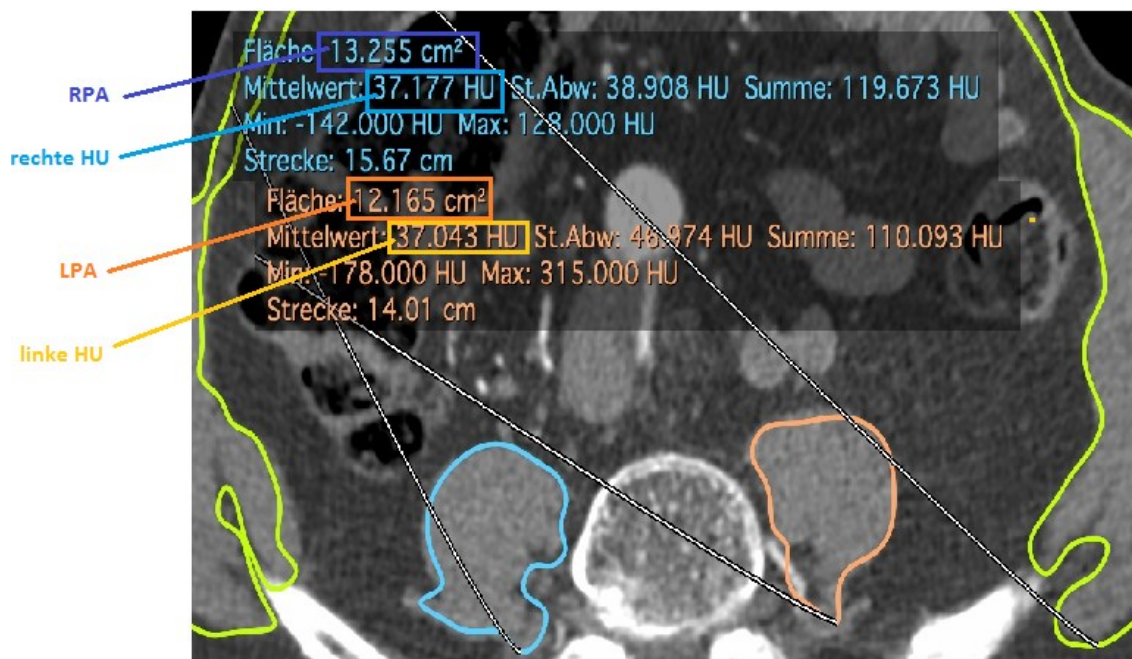 Fläche: 13.255 cm²
RPA
Mittelwert: 37.177 HU St.Abw: 38.908 HU Summe: 119.673 HU
Min: -142.000 HU Max: 128.000 HU
rechte HU
Strecke: 15.67 cm
Fläche: 12.165 cm²
Mittelwert: 37.043 HU St.Abw: 46.974 HU Summe: 110.093 HU
LPA
Min: -178.000 HU Max: 315.000 HU
Strecke: 14.01 cm
linke HU